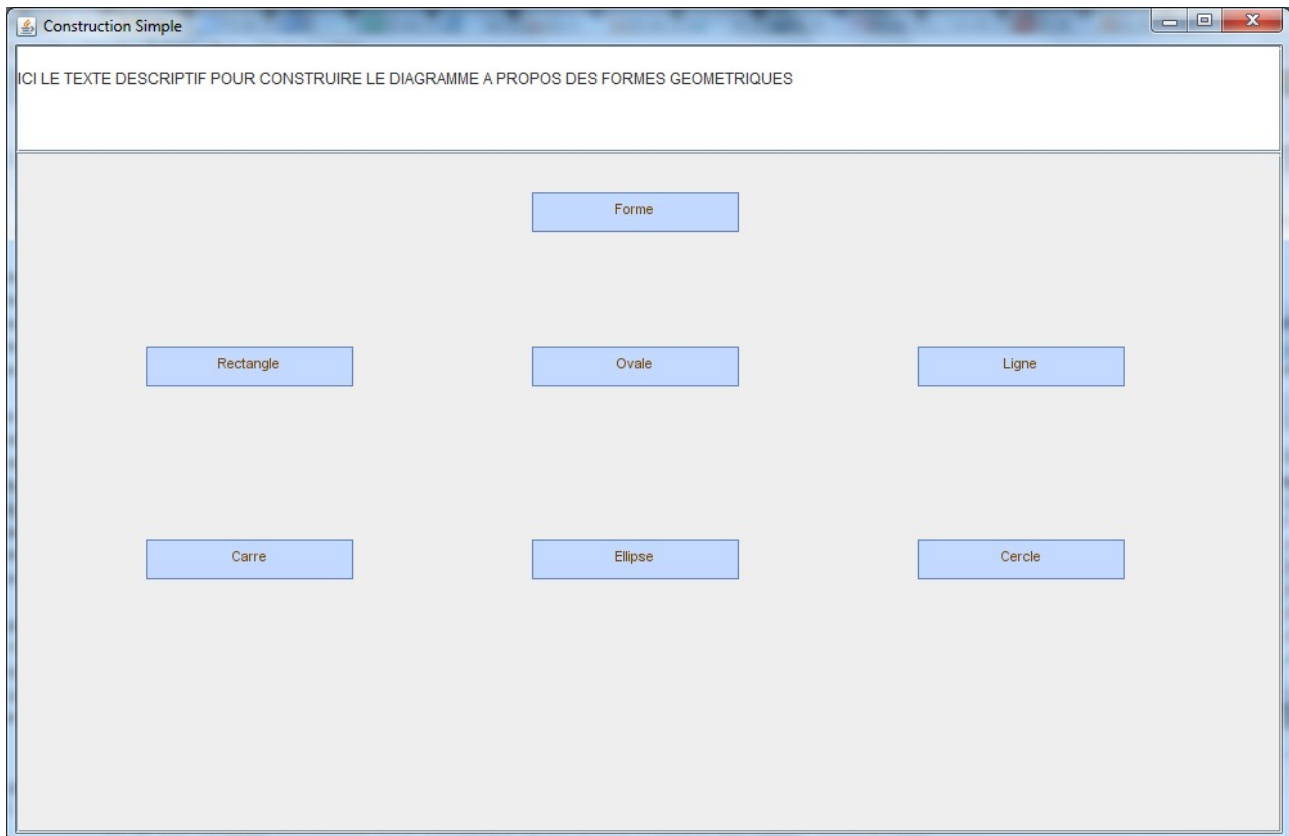 Construction Simple
ICI LE TEXTE DESCRIPTIF POUR CONSTRUIRE LE DIAGRAMME A PROPOS DES FORMES GEOMETRIQUES
Forme
Rectangle Ovale Ligne
Carre Ellipse Cercle